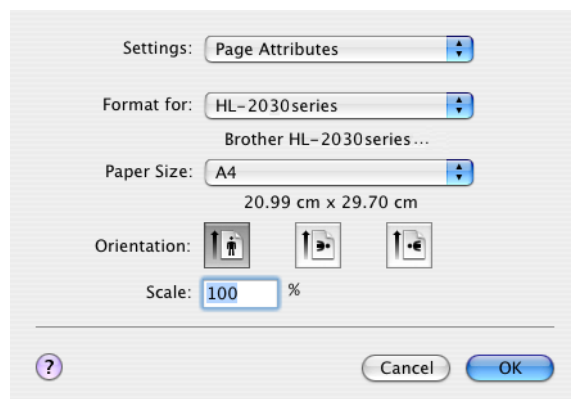 Settings: Page Attributes
Format for: HL-2030series
Brother HL-2030series...
Paper Size: A4
20.99 cm x 29.70 cm
Orientation:
Scale: 100 %
? Cancel OK